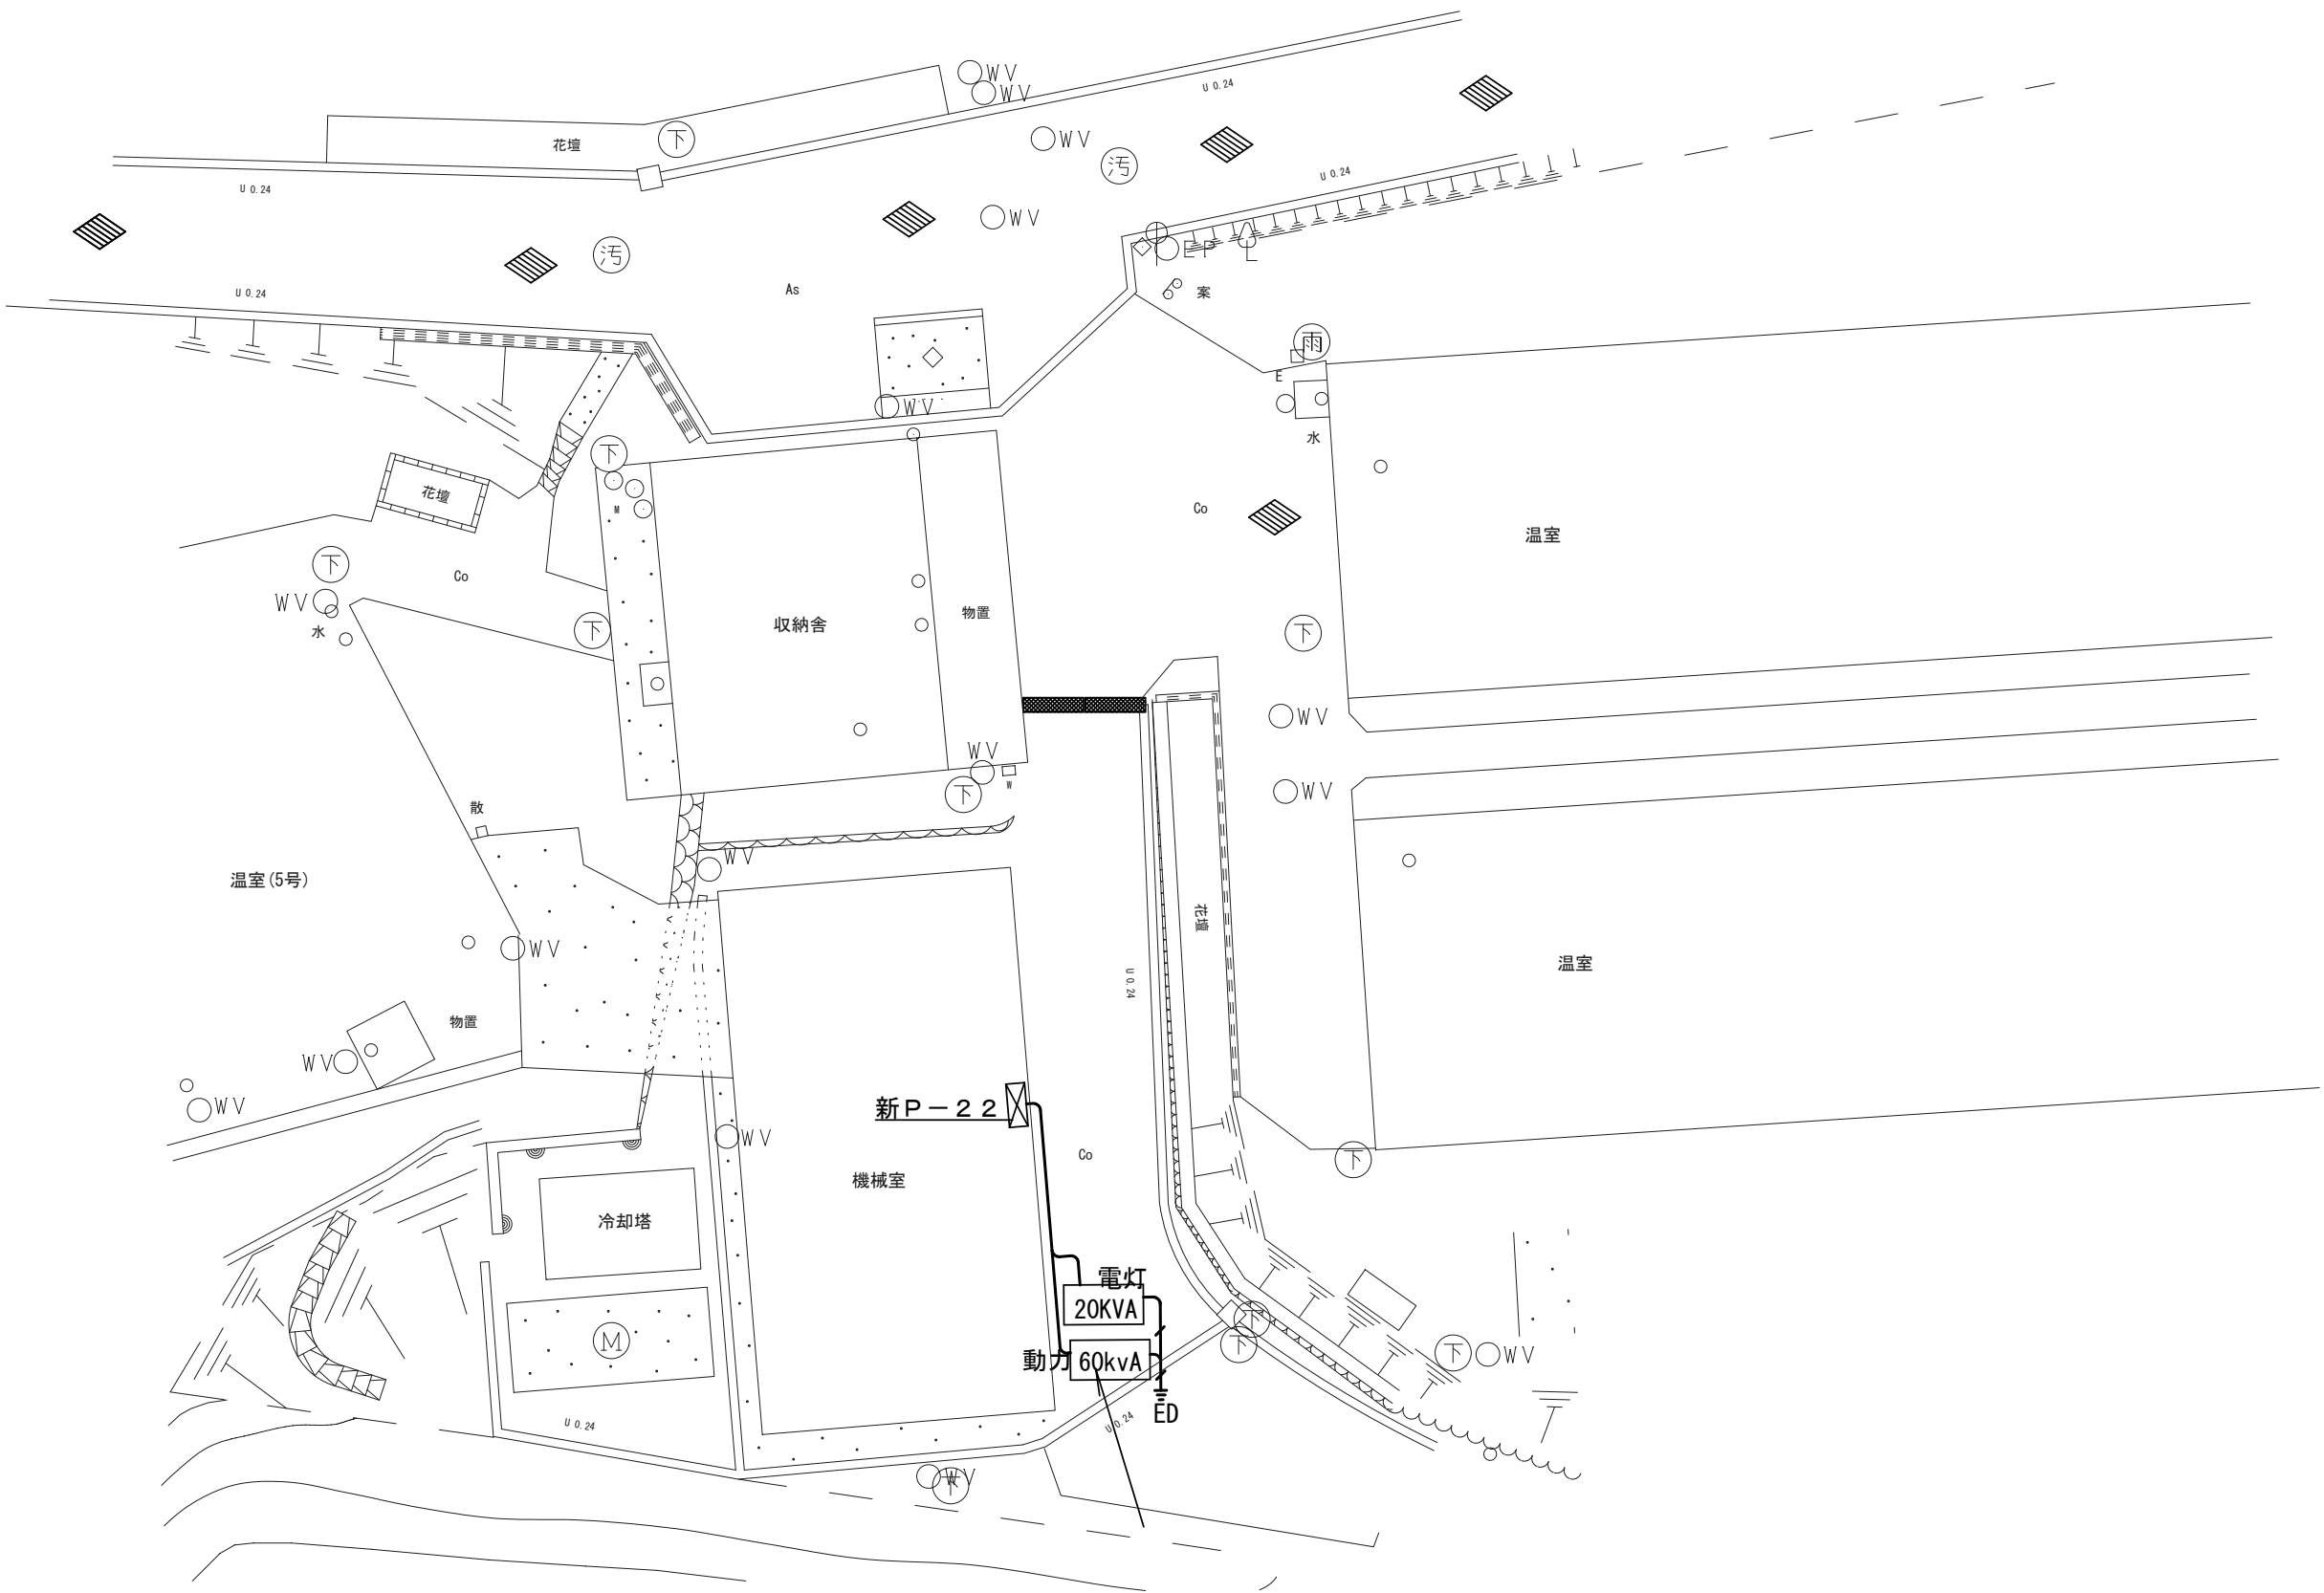 WV
WV
U 0.24
花壇
下
WV
汚
U 0.24
U 0.24
WV
汚
EP
U 0.24
As
案
雨
E
WV
水
下
花壇
M
Co
温室
下
Co
WV
水
下
収納舎
物置
下
WV
WV
下
W
WV
散
WV
温室(5号)
花壇
WV
温室
U 0.24
物置
WV
WV
新P-22
WV
Co
下
機械室
冷却塔
電灯
20KVA
下
M
下
動力
60kvA
下
WV
ED
U 0.24
U 0.24
WV
下